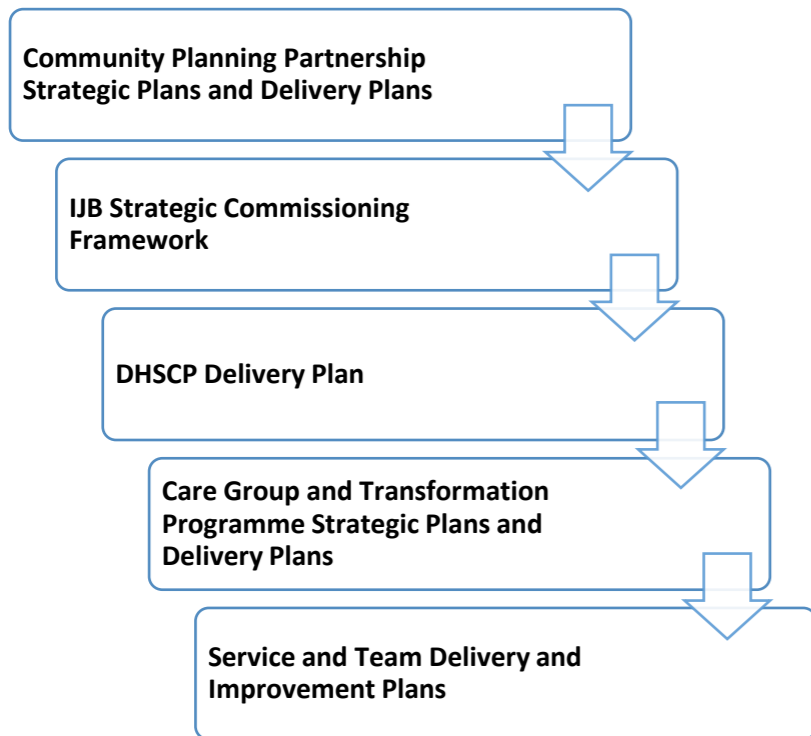 Community Planning Partnership
Strategic Plans and Delivery Plans
IJB Strategic Commissioning
Framework
DHSCP Delivery Plan
Care Group and Transformation
Programme Strategic Plans and
Delivery Plans
Service and Team Delivery and
Improvement Plans